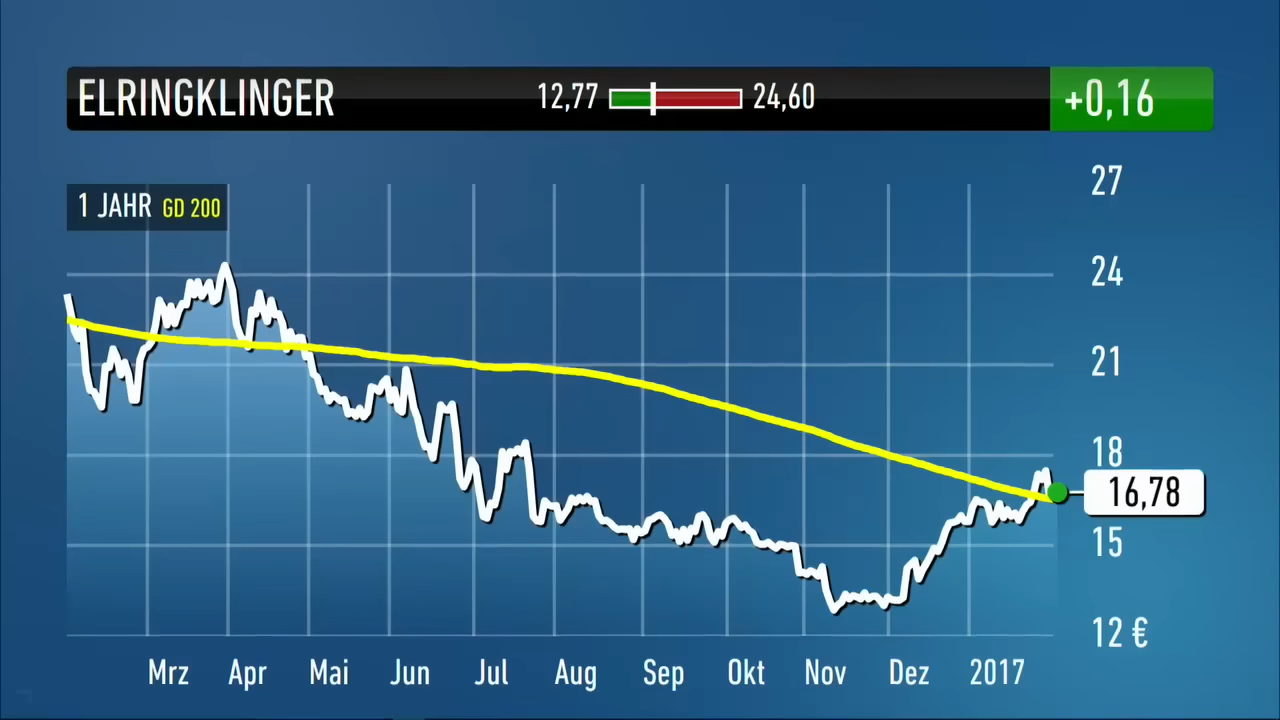 ELRINGKLINGER 12,77 24,60 +0,16
1 JAHR GD 200
27
24
21
18
16,78
15
12 €
Mrz Apr Mai Jun Jul Aug Sep Okt Nov Dez 2017